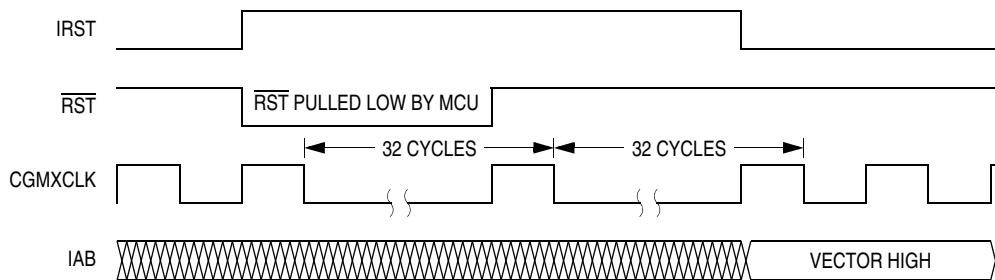 IRST
RST
RST PULLED LOW BY MCU
32 CYCLES
32 CYCLES
CGMXCLK
IAB
VECTOR HIGH